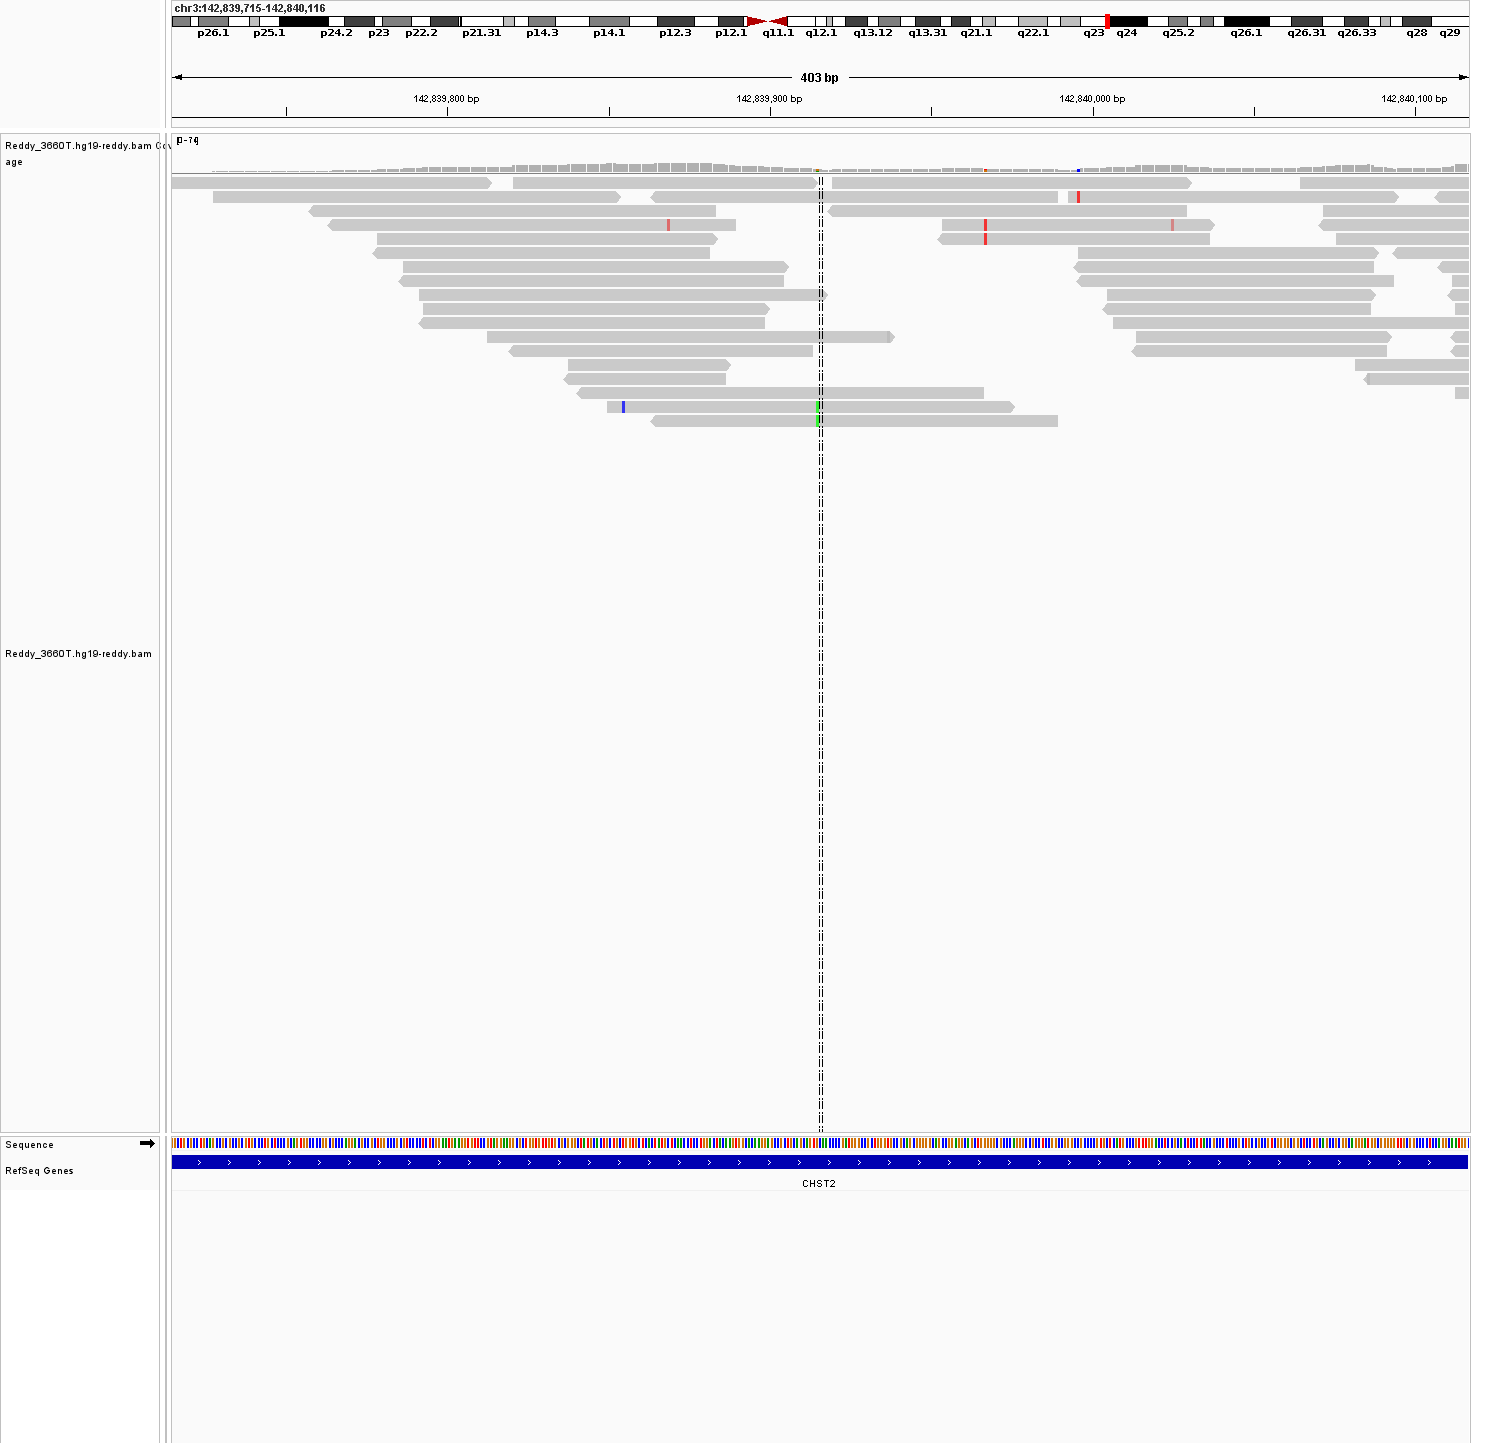 chr3:142,839,715-142,840,116
p26.1 p25.1 p24.2 p23 p22.2 p21.31 p14.3 p14.1 p12.3 p12.1 q11.1 q12.1 q13.12 q13.31 q21.1 q22.1 q23 q24 q25.2 q26.1 q26.31 q26.33 q28 q29
403 bp
142,839,800 bp 142,839,900 bp 142,840,000 bp 142,840,100 bp
[0 - 74]
Reddy_3660T.hg19-reddy.bam Cov
age
Reddy_3660T.hg19-reddy.bam
Sequence
RefSeq Genes
CHST2